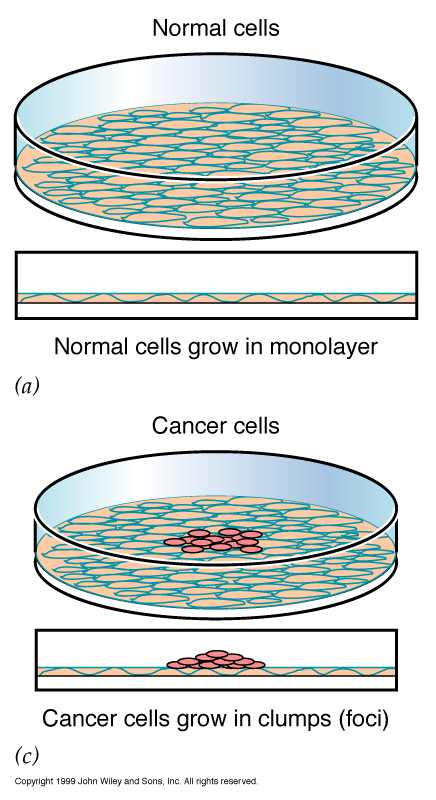 Normal cells
Normal cells grow in monolayer
(a)
Cancer cells
Cancer cells grow in clumps (foci)
(c)
Copyright 1999 John Wiley and Sons, Inc. All rights reserved.